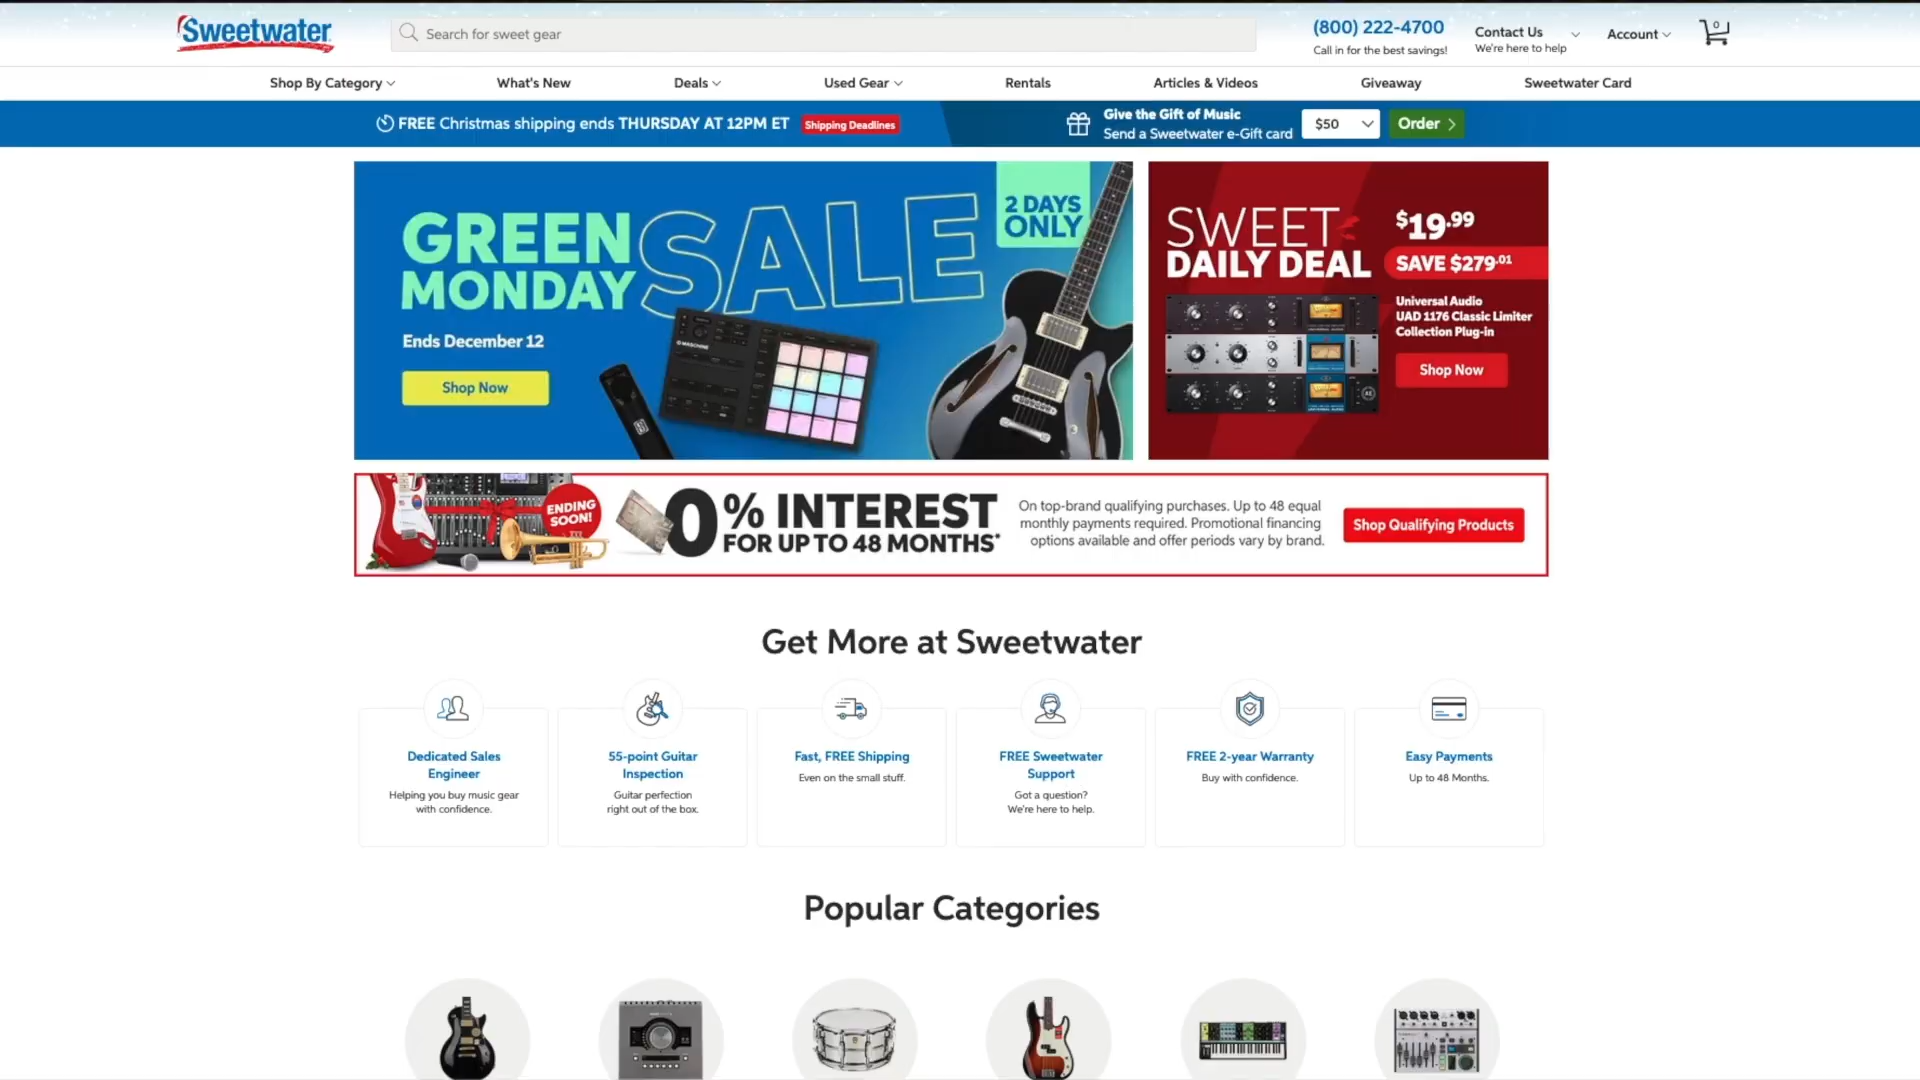 Sweetwater
Search for sweet gear
(800) 222-4700
Call in for the best savings!
Contact Us
We're here to help
Account
0
Shop By Category
What's New
Deals
Used Gear
Rentals
Articles & Videos
Giveaway
Sweetwater Card
FREE Christmas shipping ends THURSDAY AT 12PM ET
Shipping Deadlines
Give the Gift of Music
Send a Sweetwater e-Gift card
$50
Order
GREEN
MONDAY
SALE
2 DAYS
ONLY
Ends December 12
Shop Now
MASCHINE
SWEET
DAILY DEAL
$19.99
SAVE $279.01
Universal Audio
UAD 1176 Classic Limiter
Collection Plug-in
Shop Now
ENDING
SOON!
0% INTEREST
FOR UP TO 48 MONTHS*
On top-brand qualifying purchases. Up to 48 equal
monthly payments required. Promotional financing
options available and offer periods vary by brand.
Shop Qualifying Products
Get More at Sweetwater
Dedicated Sales
Engineer
Helping you buy music gear
with confidence.
55-point Guitar
Inspection
Guitar perfection
right out of the box.
Fast, FREE Shipping
Even on the small stuff.
FREE Sweetwater
Support
Got a question?
We're here to help.
FREE 2-year Warranty
Buy with confidence.
Easy Payments
Up to 48 Months.
Popular Categories